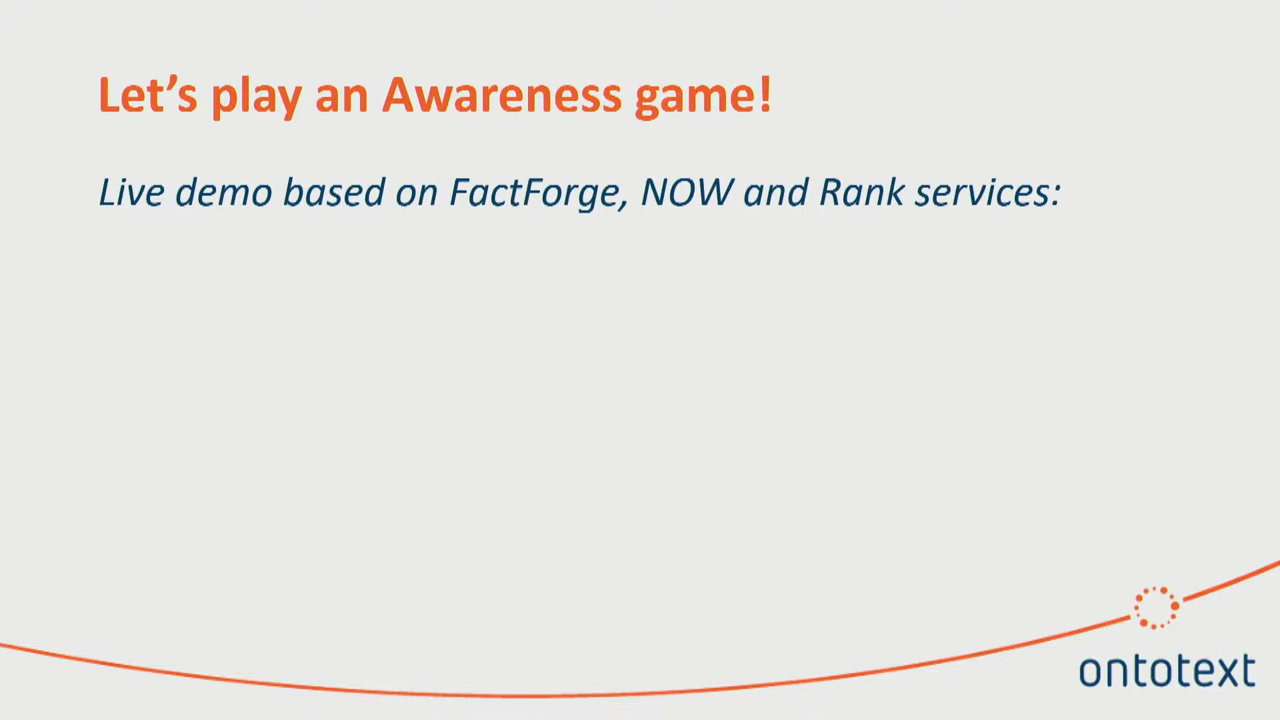 Let’s play an Awareness game!
Live demo based on FactForge, NOW and Rank services:
ontotext